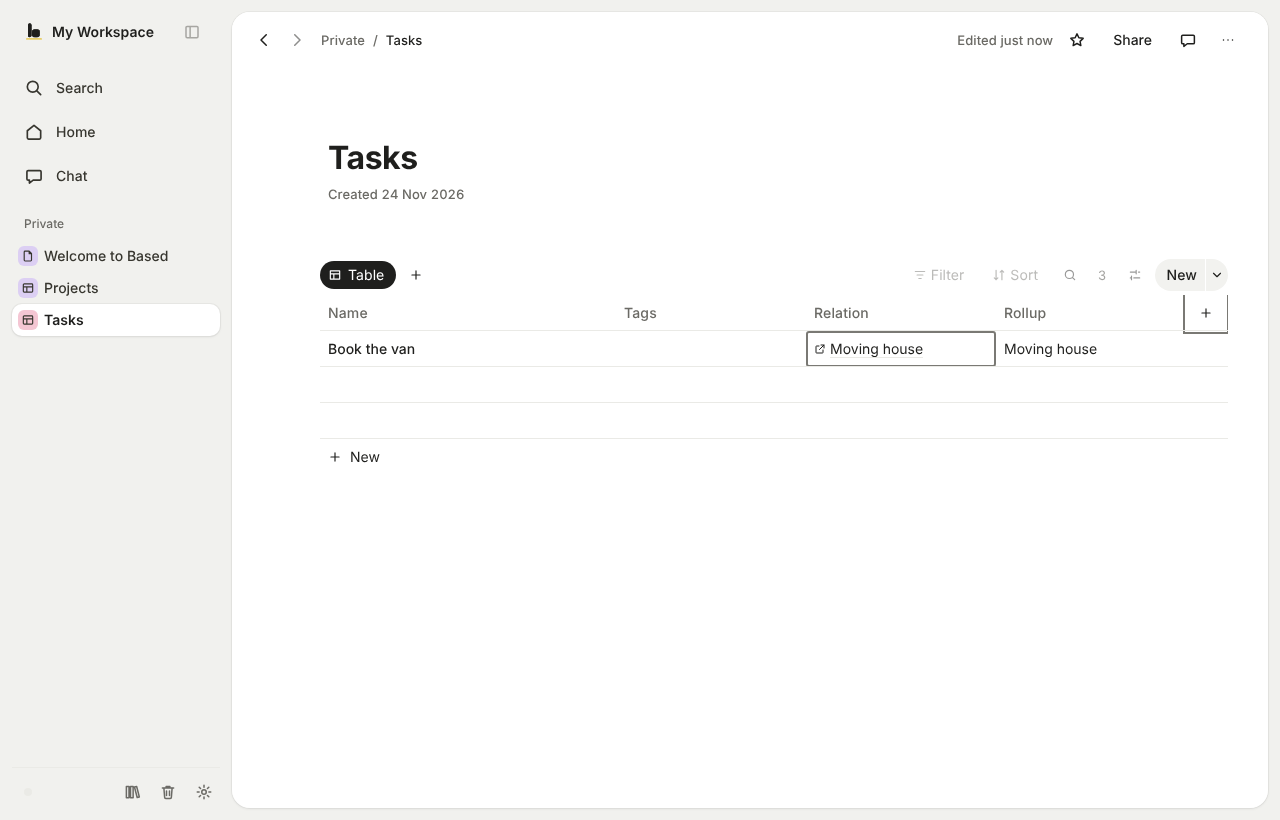 My Workspace
Search
Home
Chat
Private
Welcome to Based
Projects
Tasks
Private / Tasks
Edited just now
Share
Tasks
Created 24 Nov 2026
Table
Filter
Sort
3
New
Name Tags Relation Rollup
Book the van Moving house Moving house
New